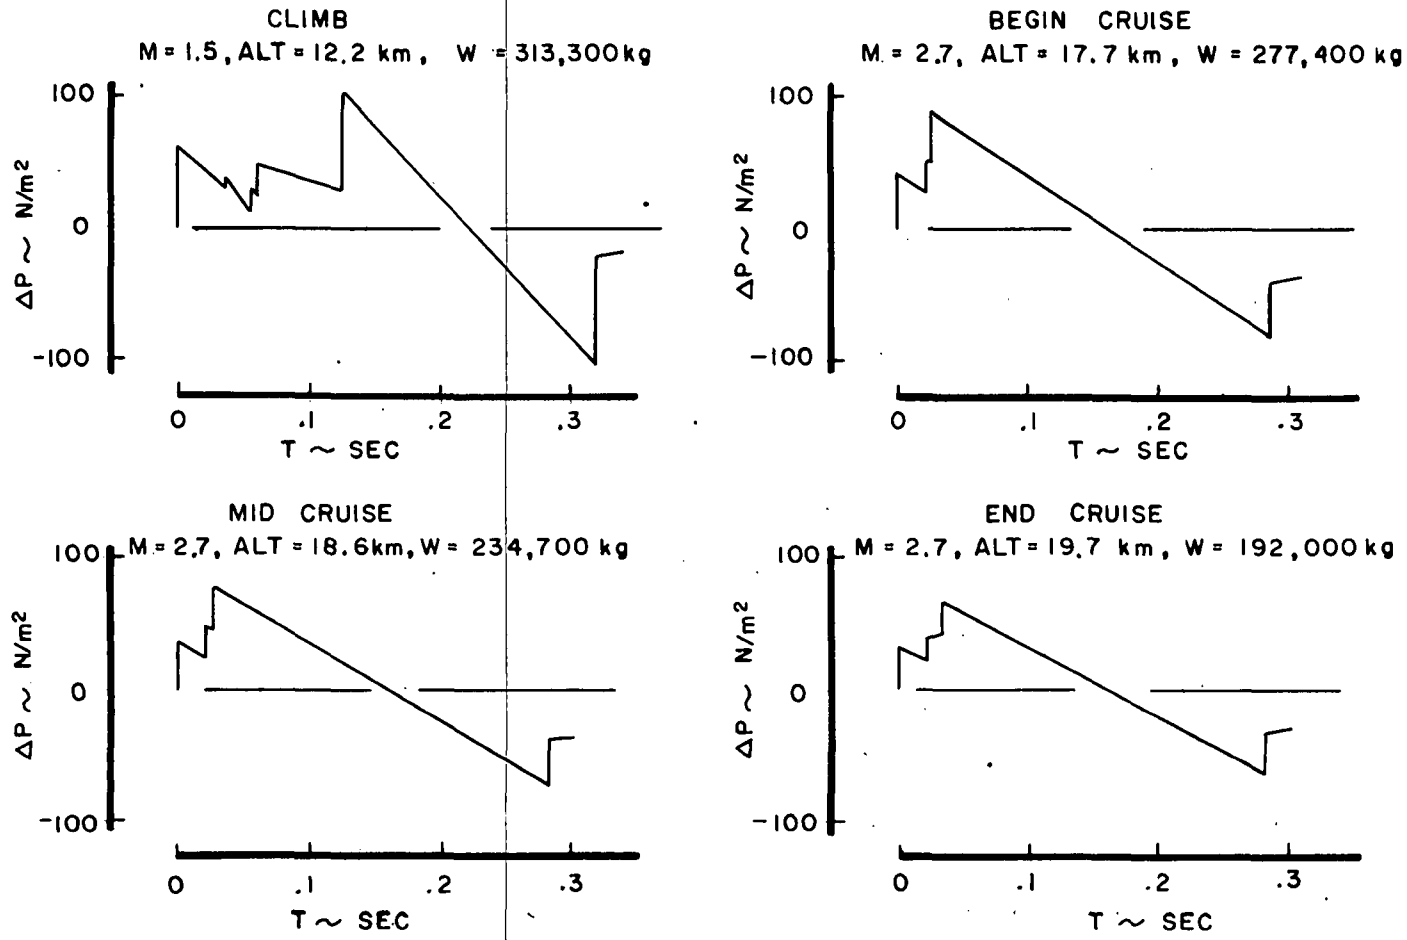 CLIMB
M = 1.5, ALT = 12.2 km, W = 313,300 kg
100
0
-100
ΔP ~ N/m²
0 .1 .2 .3
T ~ SEC
BEGIN CRUISE
M = 2.7, ALT = 17.7 km, W = 277,400 kg
100
0
-100
ΔP ~ N/m²
0 .1 .2 .3
T ~ SEC
MID CRUISE
M = 2.7, ALT = 18.6 km, W = 234,700 kg
100
0
-100
ΔP ~ N/m²
0 .1 .2 .3
T ~ SEC
END CRUISE
M = 2.7, ALT = 19.7 km, W = 192,000 kg
100
0
-100
ΔP ~ N/m²
0 .1 .2 .3
T ~ SEC